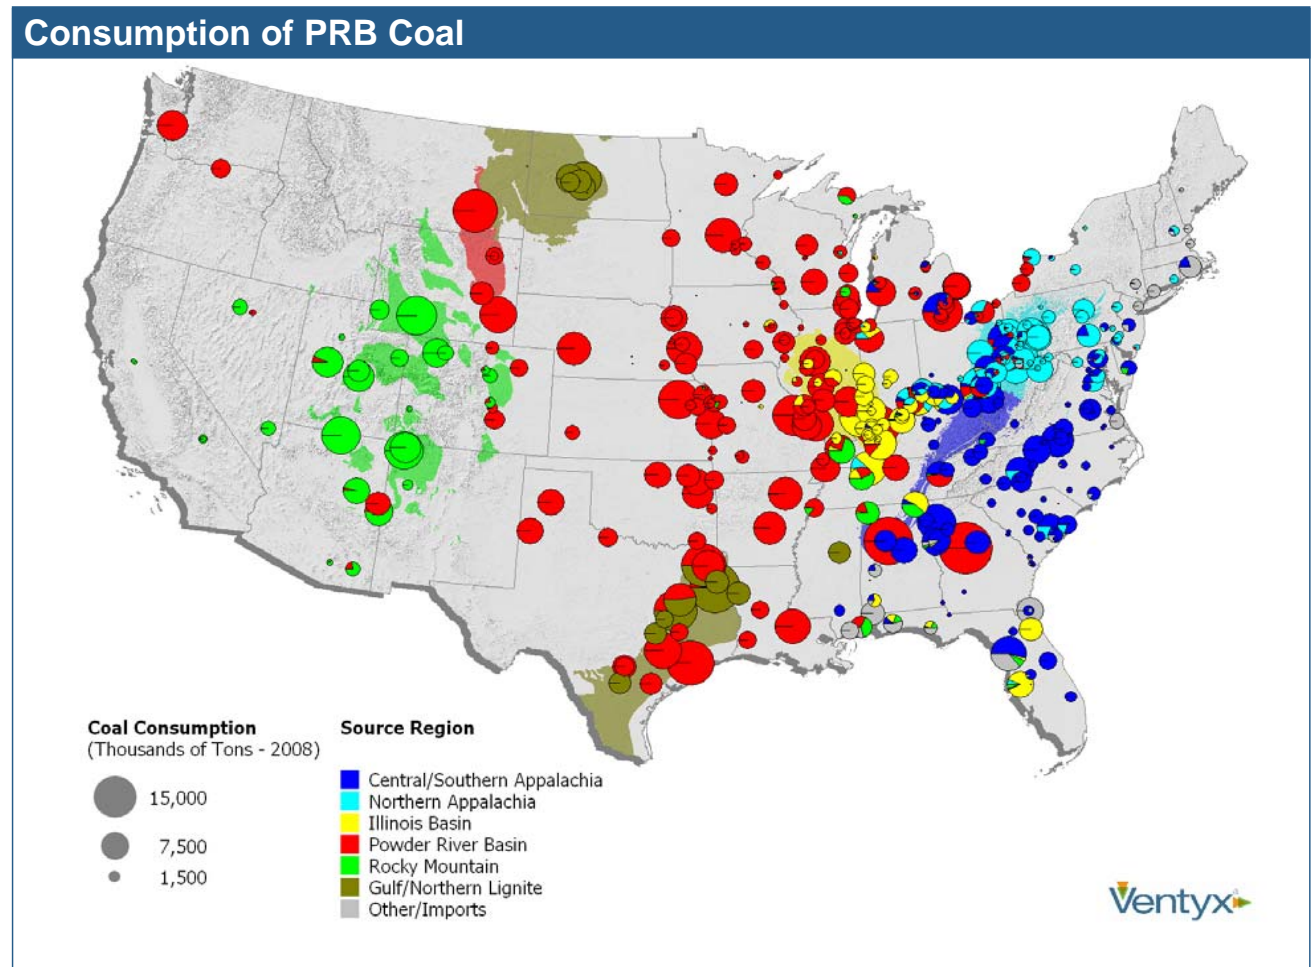 Consumption of PRB Coal
Coal Consumption
(Thousands of Tons - 2008)
15,000
7,500
1,500
Source Region
Central/Southern Appalachia
Northern Appalachia
Illinois Basin
Powder River Basin
Rocky Mountain
Gulf/Northern Lignite
Other/Imports
Ventyx